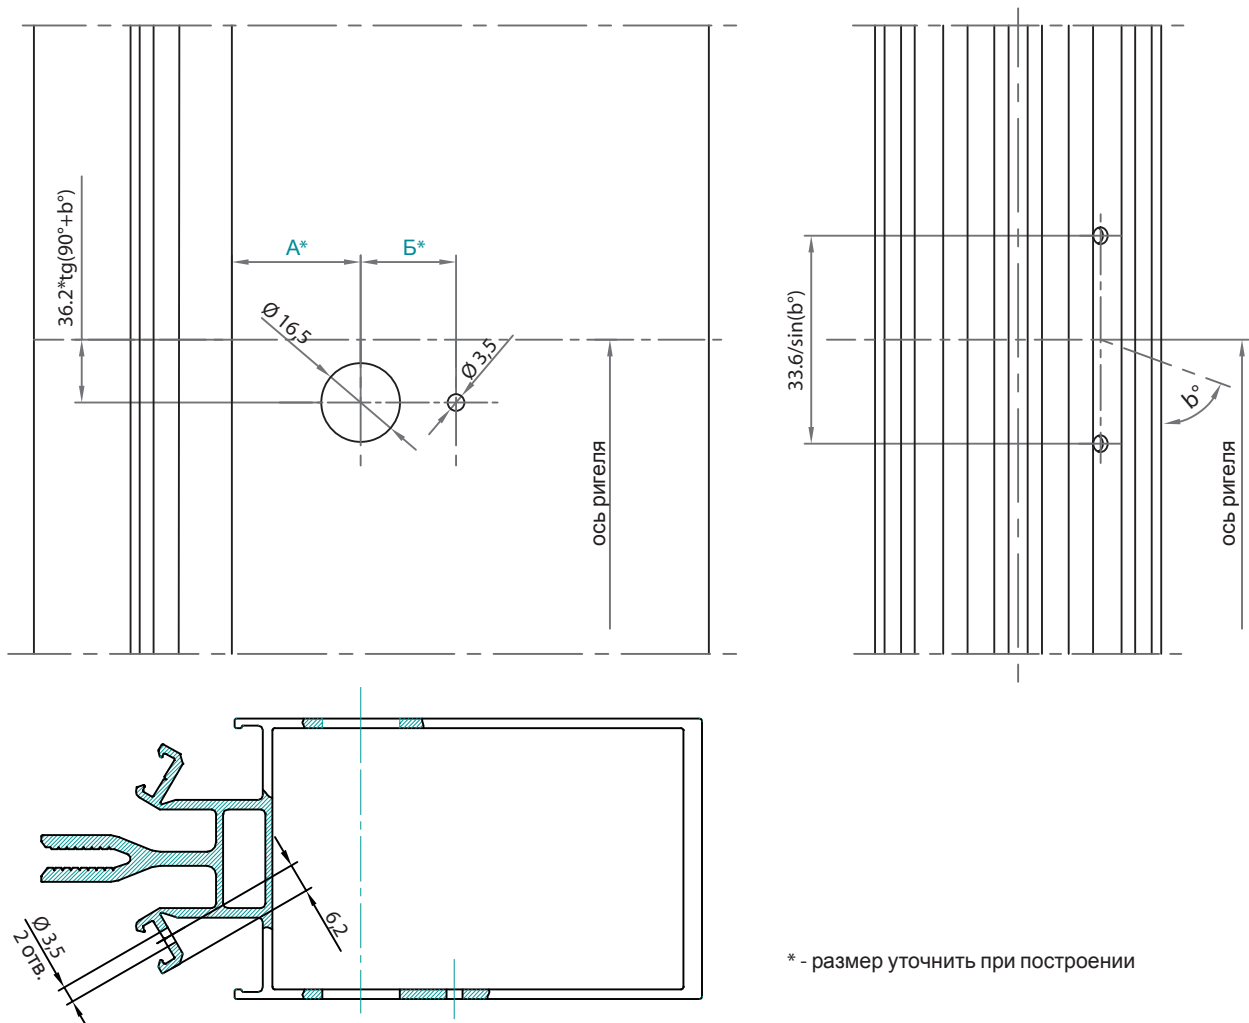 36.2*tg(90°+b°)
А*
Б*
Ø 16,5
Ø 3,5
ось ригеля
33.6/sin(b°)
b°
ось ригеля
Ø 3,5
2 отв.
6,2
* - размер уточнить при построении